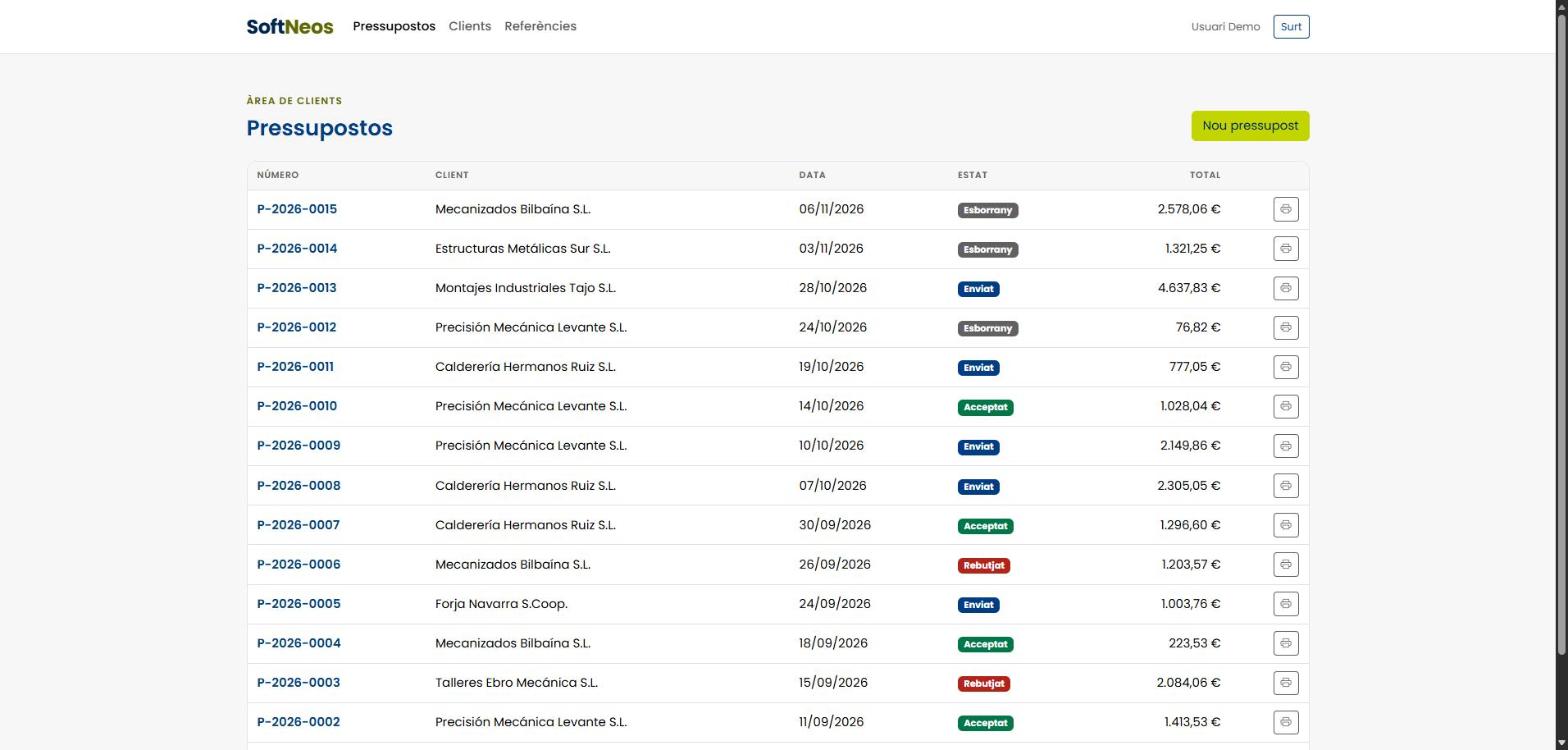 SoftNeos Pressupostos Clients Referències Usuari Demo Surt
ÀREA DE CLIENTS
Pressupostos Nou pressupost
NÚMERO CLIENT DATA ESTAT TOTAL
P-2026-0015 Mecanizados Bilbaína S.L. 06/11/2026 Esborrany 2.578,06 €
P-2026-0014 Estructuras Metálicas Sur S.L. 03/11/2026 Esborrany 1.321,25 €
P-2026-0013 Montajes Industriales Tajo S.L. 28/10/2026 Enviat 4.637,83 €
P-2026-0012 Precisión Mecánica Levante S.L. 24/10/2026 Esborrany 76,82 €
P-2026-0011 Calderería Hermanos Ruiz S.L. 19/10/2026 Enviat 777,05 €
P-2026-0010 Precisión Mecánica Levante S.L. 14/10/2026 Acceptat 1.028,04 €
P-2026-0009 Precisión Mecánica Levante S.L. 10/10/2026 Enviat 2.149,86 €
P-2026-0008 Calderería Hermanos Ruiz S.L. 07/10/2026 Enviat 2.305,05 €
P-2026-0007 Calderería Hermanos Ruiz S.L. 30/09/2026 Acceptat 1.296,60 €
P-2026-0006 Mecanizados Bilbaína S.L. 26/09/2026 Rebutjat 1.203,57 €
P-2026-0005 Forja Navarra S.Coop. 24/09/2026 Enviat 1.003,76 €
P-2026-0004 Mecanizados Bilbaína S.L. 18/09/2026 Acceptat 223,53 €
P-2026-0003 Talleres Ebro Mecánica S.L. 15/09/2026 Rebutjat 2.084,06 €
P-2026-0002 Precisión Mecánica Levante S.L. 11/09/2026 Acceptat 1.413,53 €